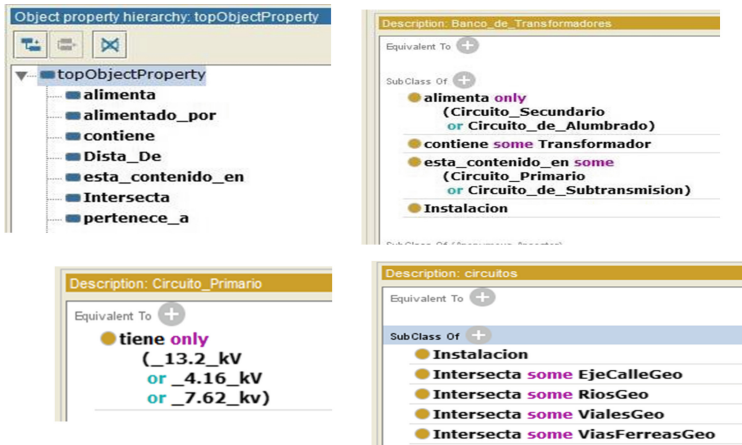 Object property hierarchy: topObjectProperty
topObjectProperty
alimenta
alimentado_por
contiene
Dista_De
esta_contenido_en
Intersecta
pertenece_a
Description: Banco_de_Transformadores
Equivalent To
SubClass Of
alimenta only
(Circuito_Secundario
or Circuito_de_Alumbrado)
contiene some Transformador
esta_contenido_en some
(Circuito_Primario
or Circuito_de_Subtransmision)
Instalacion
Description: Circuito_Primario
Equivalent To
tiene only
(_13.2_kV
or _4.16_kV
or _7.62_kv)
Description: circuitos
Equivalent To
SubClass Of
Instalacion
Intersecta some EjeCalleGeo
Intersecta some RiosGeo
Intersecta some VialesGeo
Intersecta some ViasFerreasGeo